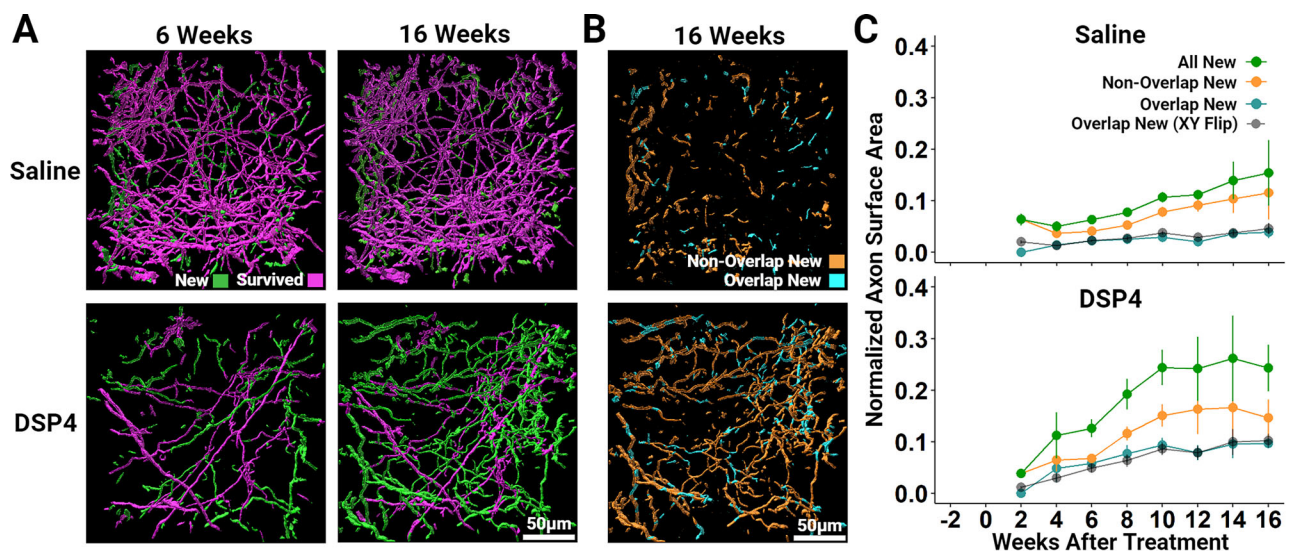 A
6 Weeks
16 Weeks
B
16 Weeks
C
Saline
New
Survived
Non-Overlap New
Overlap New
DSP4
50µm
50µm
Normalized Axon Surface Area
Saline
All New
Non-Overlap New
Overlap New
Overlap New (XY Flip)
0.4
0.3
0.2
0.1
0.0
DSP4
0.4
0.3
0.2
0.1
0.0
-2 0 2 4 6 8 10 12 14 16
Weeks After Treatment